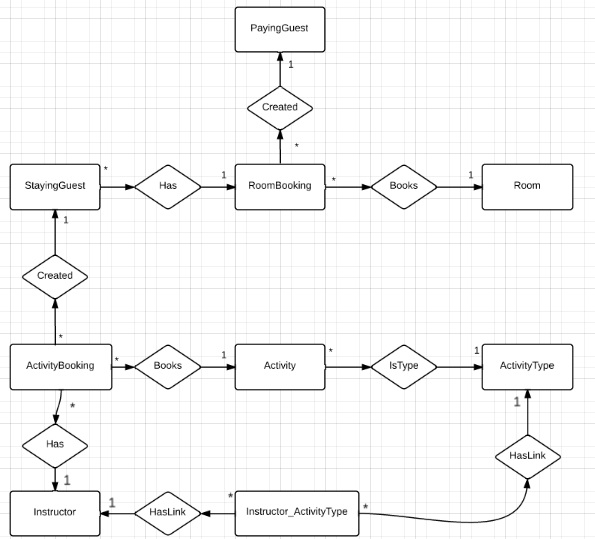 PayingGuest
1
Created
*
StayingGuest
*
Has
1
RoomBooking
*
Books
1
Room
1
Created
*
ActivityBooking
*
Books
1
Activity
*
IsType
1
ActivityType
*
Has
1
1
HasLink
Instructor
1
HasLink
*
Instructor_ActivityType
*